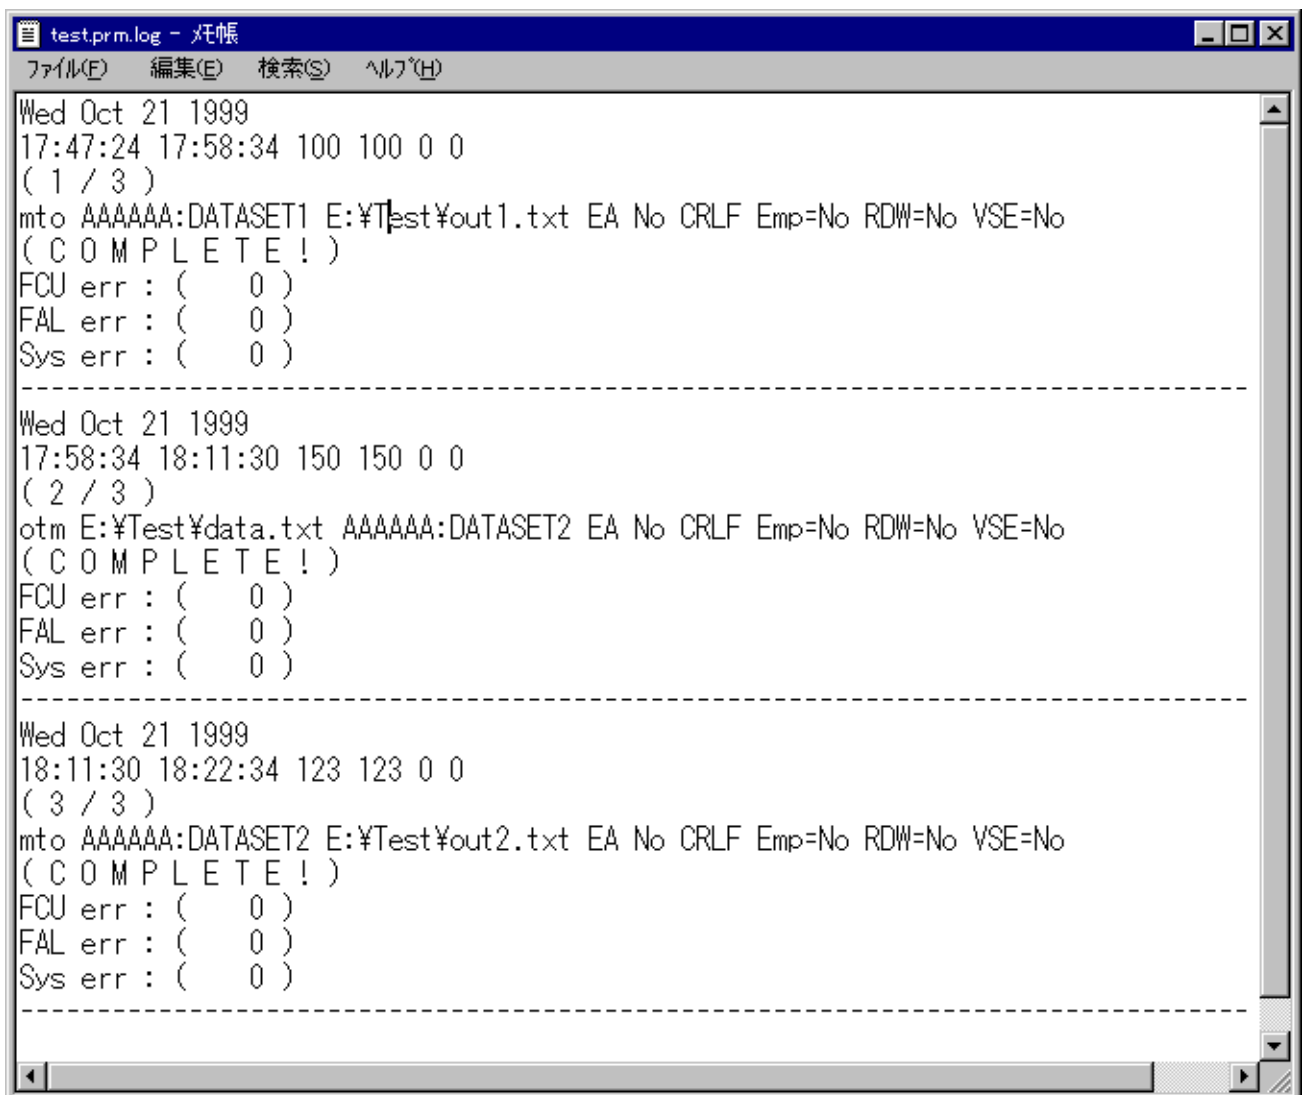 test.prm.log - ﾒﾓ帳
ﾌｧｲﾙ(F) 編集(E) 検索(S) ﾍﾙﾌﾟ(H)
Wed Oct 21 1999
17:47:24 17:58:34 100 100 0 0
( 1 / 3 )
mto AAAAAA:DATASET1 E:¥Test¥out1.txt EA No CRLF Emp=No RDW=No VSE=No
( C O M P L E T E ! )
FCU err : (    0 )
FAL err : (    0 )
Sys err : (    0 )
-------------------------------------------------------------------------------
Wed Oct 21 1999
17:58:34 18:11:30 150 150 0 0
( 2 / 3 )
otm E:¥Test¥data.txt AAAAAA:DATASET2 EA No CRLF Emp=No RDW=No VSE=No
( C O M P L E T E ! )
FCU err : (    0 )
FAL err : (    0 )
Sys err : (    0 )
-------------------------------------------------------------------------------
Wed Oct 21 1999
18:11:30 18:22:34 123 123 0 0
( 3 / 3 )
mto AAAAAA:DATASET2 E:¥Test¥out2.txt EA No CRLF Emp=No RDW=No VSE=No
( C O M P L E T E ! )
FCU err : (    0 )
FAL err : (    0 )
Sys err : (    0 )
-------------------------------------------------------------------------------